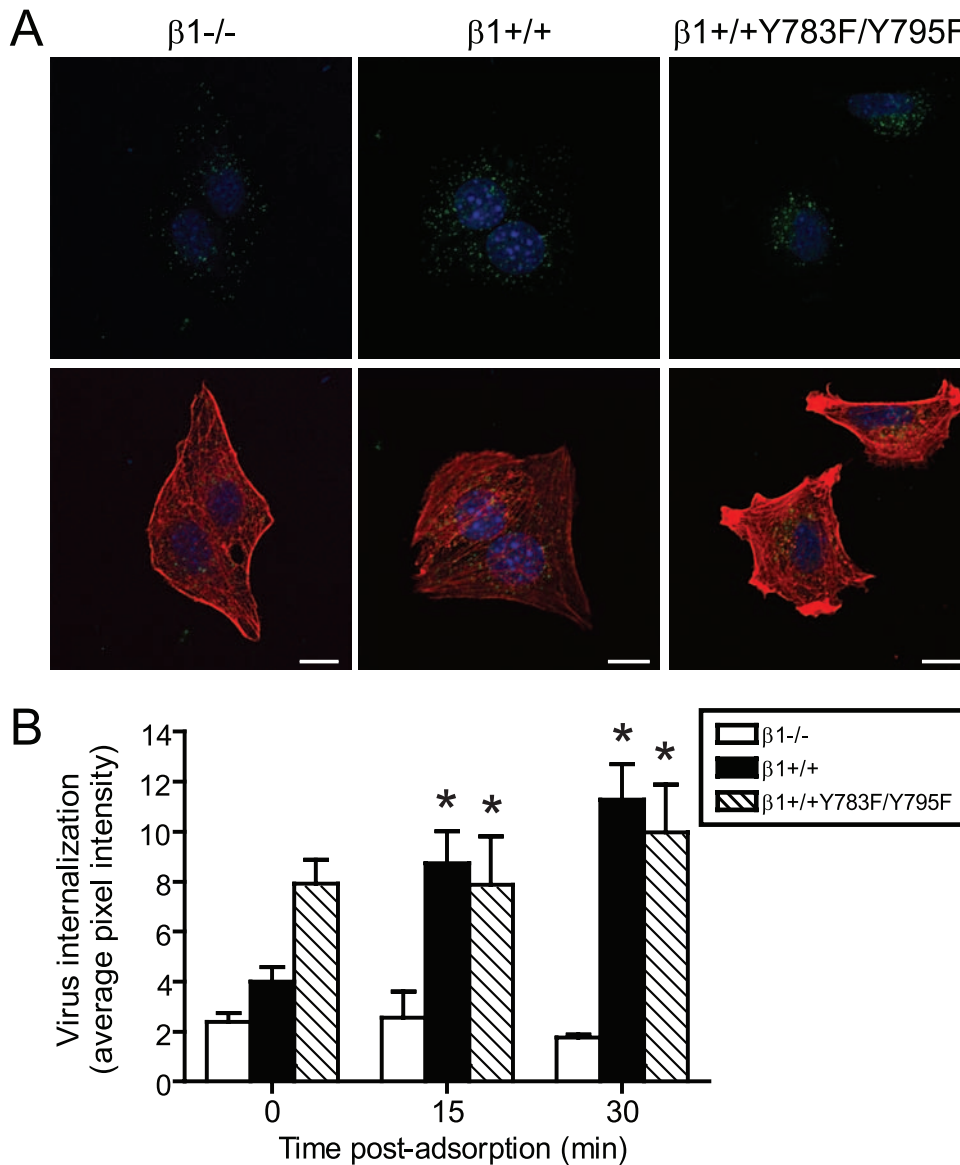 A
β1-/-
β1+/+
β1+/+Y783F/Y795F
B
Virus internalization
(average pixel intensity)
14
12
10
8
6
4
2
0
* *
* *
0 15 30
Time post-adsorption (min)
β1-/-
β1+/+
β1+/+Y783F/Y795F